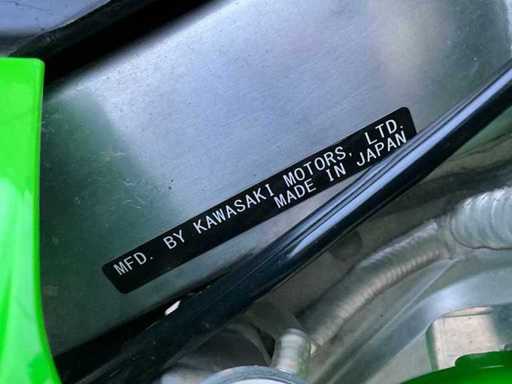 MFD. BY KAWASAKI MOTORS, LTD.
MADE IN JAPAN